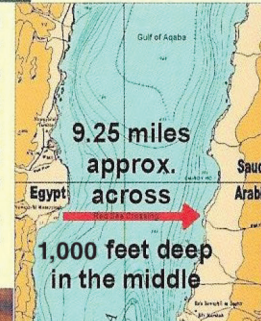 Gulf of Aqaba
9.25 miles
approx.
Saud
Egypt across Arab
Red Sea Crossing
1,000 feet deep
in the middle